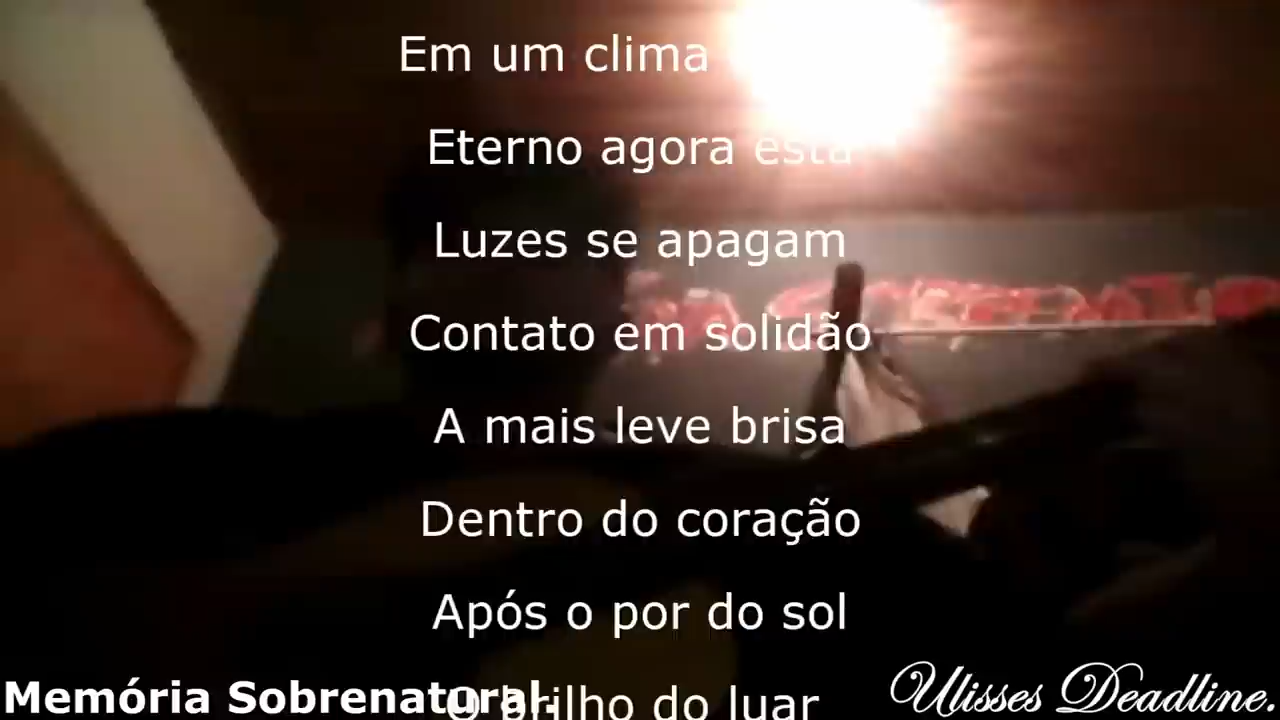 Em um clima
Eterno agora está
Luzes se apagam
Contato em solidão
A mais leve brisa
Dentro do coração
Após o por do sol
O brilho do luar
Memória Sobrenatural.
Ulisses Deadline.